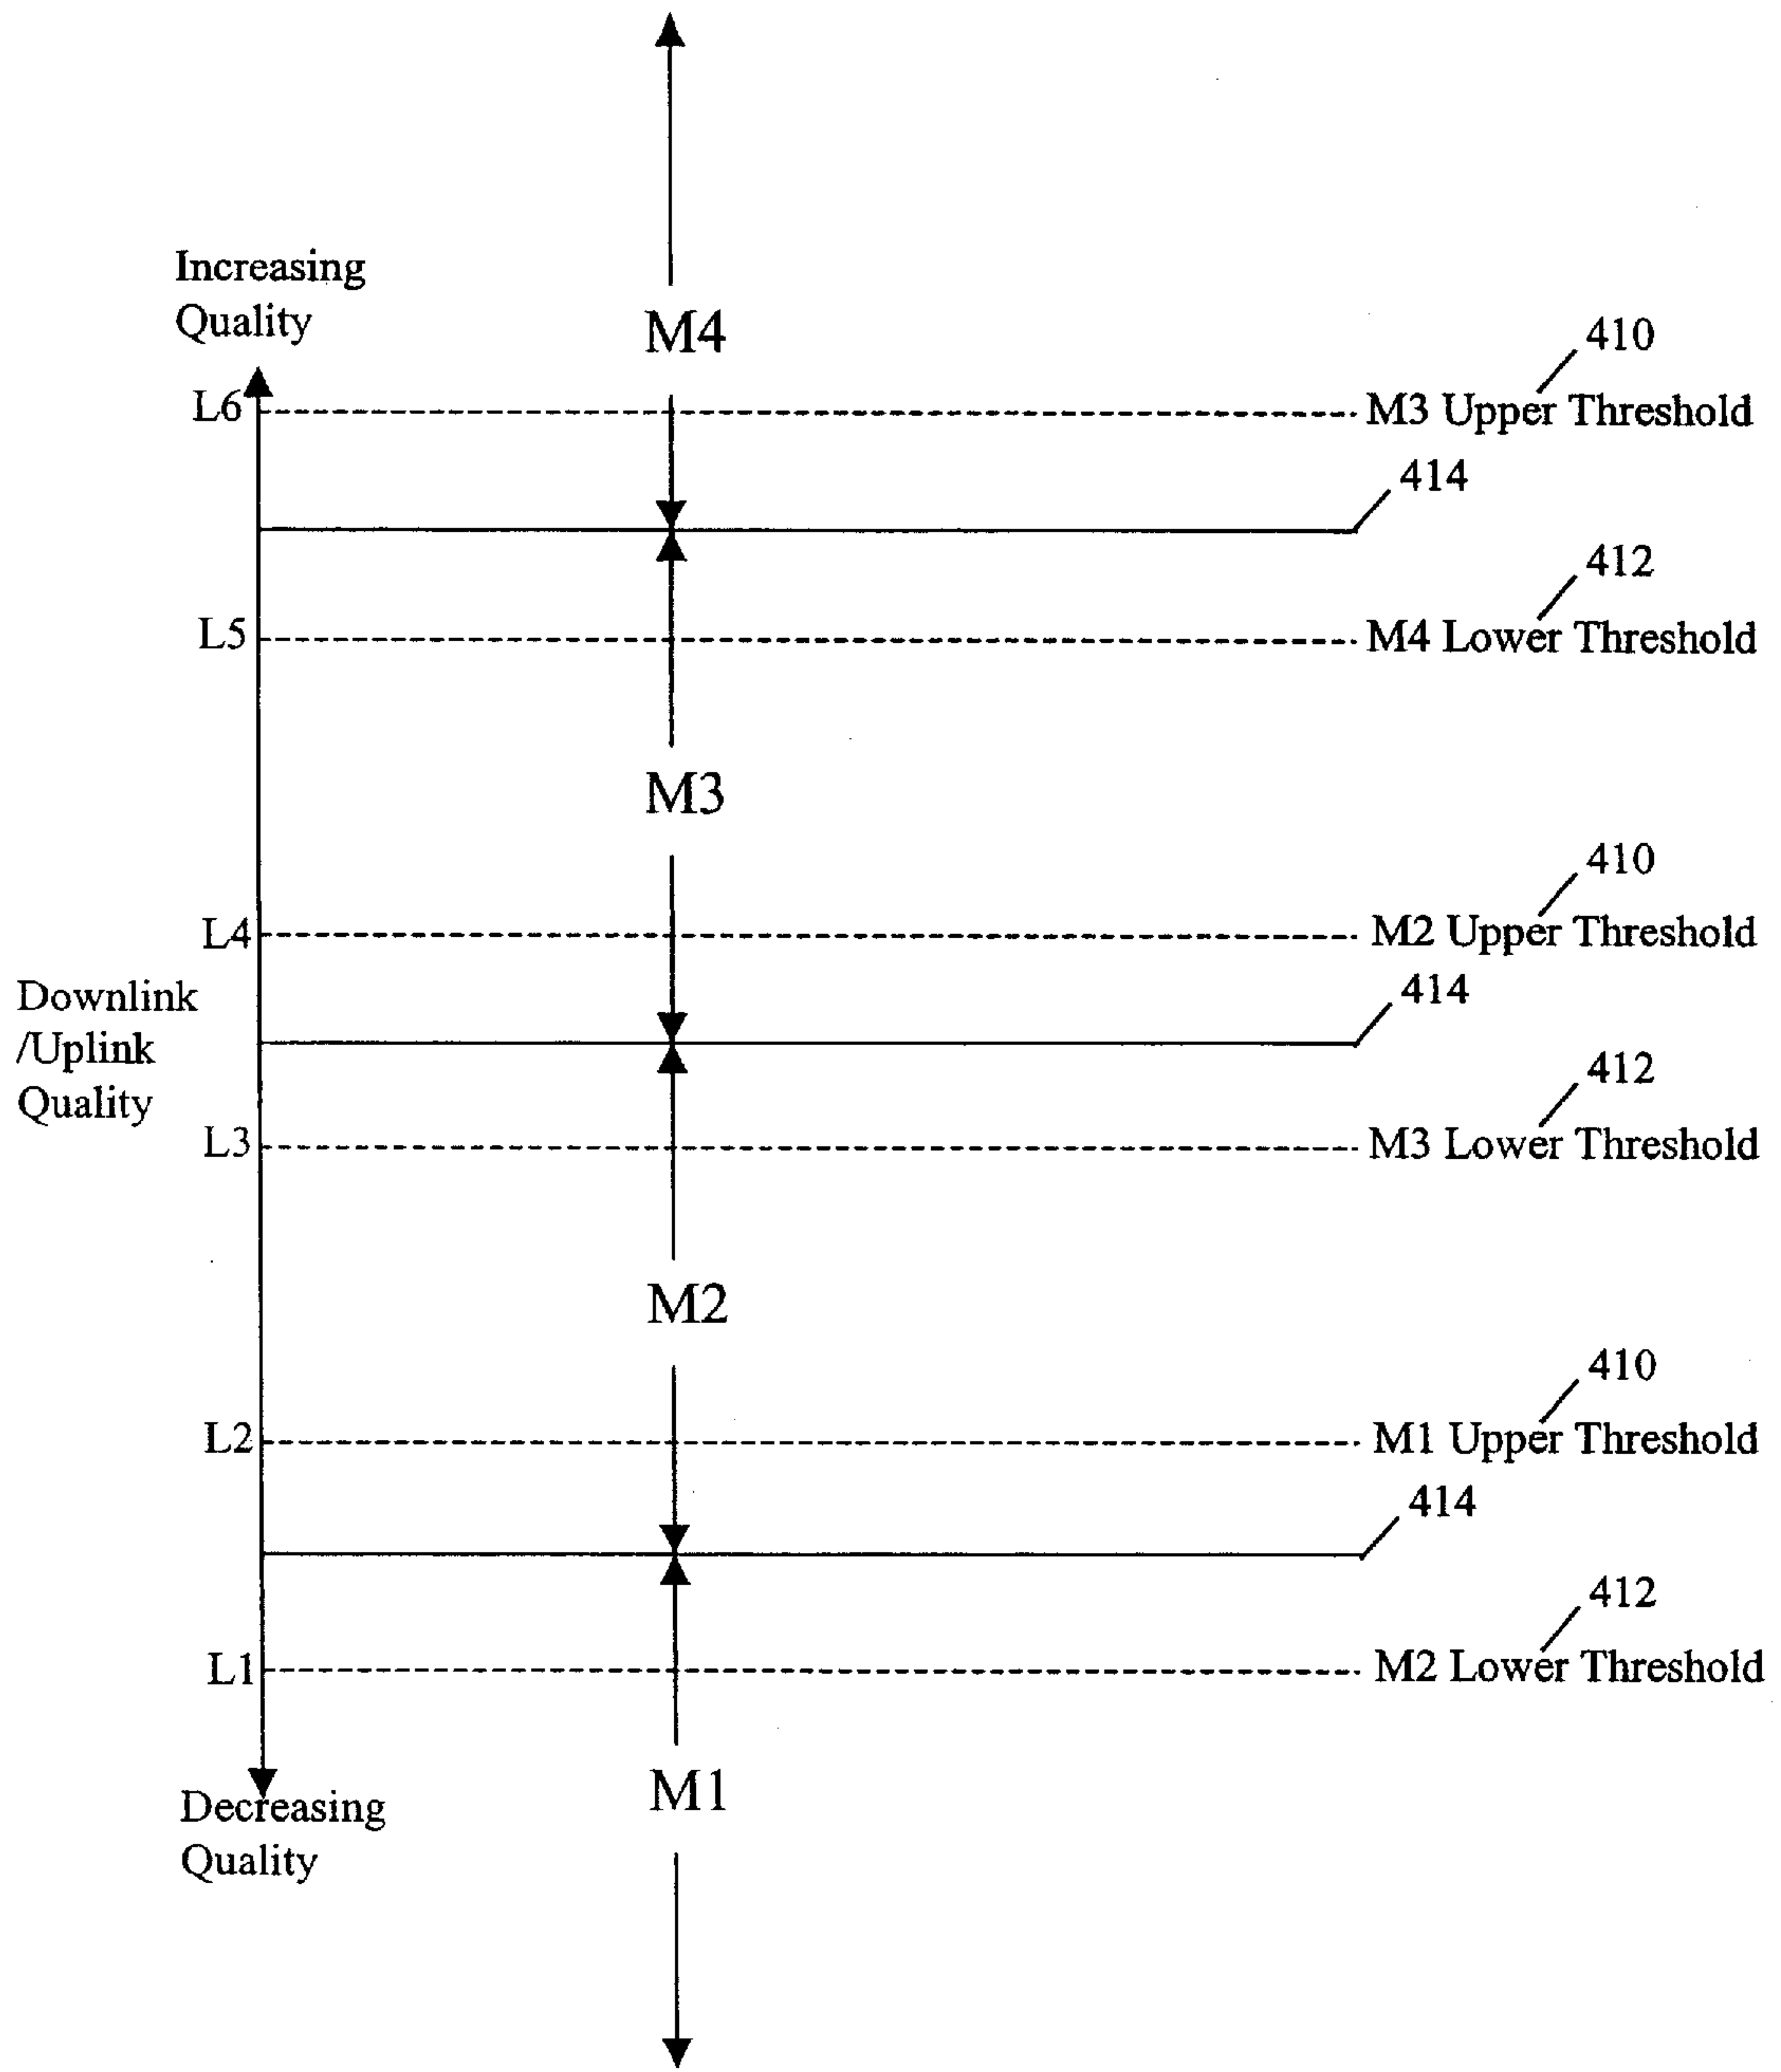 Increasing
Quality
M4
410
L6
M3 Upper Threshold
414
412
L5
M4 Lower Threshold
M3
410
L4
M2 Upper Threshold
414
Downlink
/Uplink
Quality
412
L3
M3 Lower Threshold
M2
410
L2
M1 Upper Threshold
414
412
L1
M2 Lower Threshold
M1
Decreasing
Quality